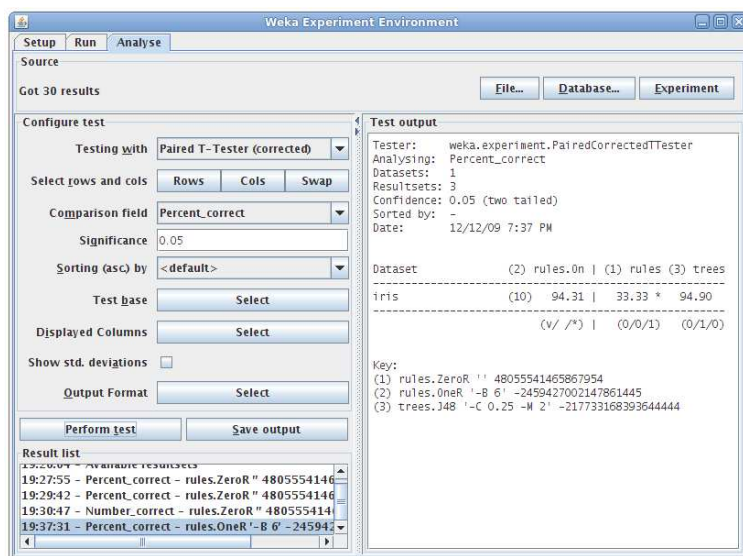 Weka Experiment Environment
Setup Run Analyse
Source
Got 30 results
File... Database... Experiment
Configure test
Testing with Paired T-Tester (corrected)
Select rows and cols Rows Cols Swap
Comparison field Percent_correct
Significance 0.05
Sorting (asc.) by <default>
Test base Select
Displayed Columns Select
Show std. deviations
Output Format Select
Perform test Save output
Result list
19:26:04 - Available resultsets
19:27:55 - Percent_correct - rules.ZeroR '' 4805554146
19:29:42 - Percent_correct - rules.ZeroR '' 4805554146
19:30:47 - Number_correct - rules.ZeroR '' 4805554146
19:37:31 - Percent_correct - rules.OneR '-B 6' -245942
Test output
Tester: weka.experiment.PairedCorrectedTTester
Analysing: Percent_correct
Datasets: 1
Resultsets: 3
Confidence: 0.05 (two tailed)
Sorted by: -
Date: 12/12/09 7:37 PM
Dataset (2) rules.On | (1) rules (3) trees
------------------------------------------------------
iris (10) 94.31 | 33.33 * 94.90
------------------------------------------------------
(v/ /*) | (0/0/1) (0/1/0)
Key:
(1) rules.ZeroR '' 48055541465867954
(2) rules.OneR '-B 6' -2459427002147861445
(3) trees.J48 '-C 0.25 -M 2' -217733168393644444